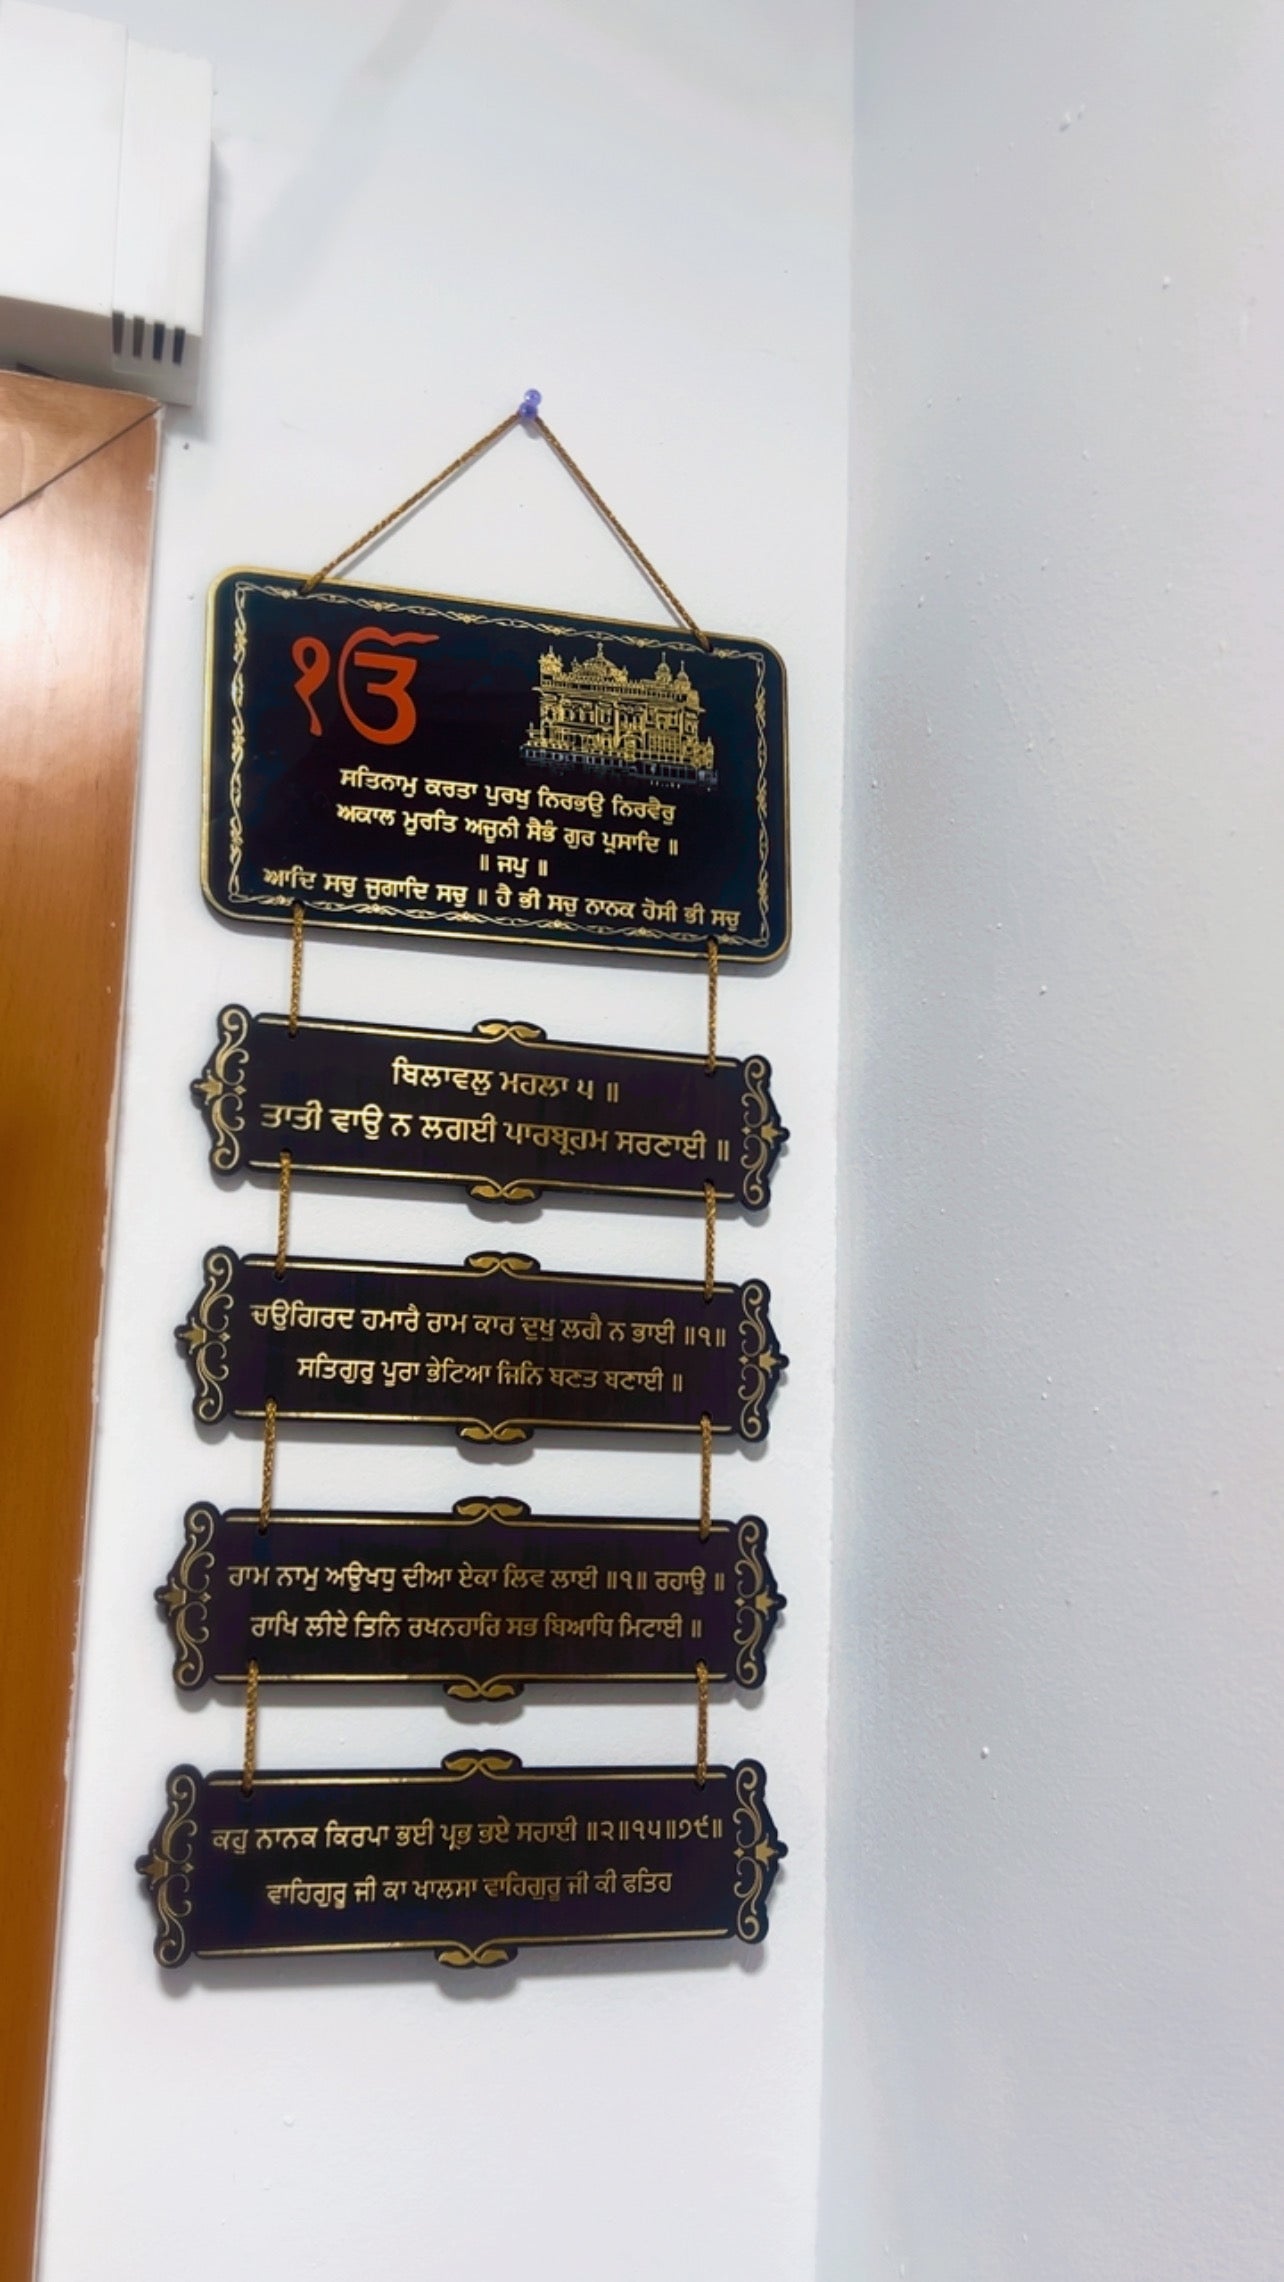 ੴ
ਸਤਿਨਾਮੁ ਕਰਤਾ ਪੁਰਖੁ ਨਿਰਭਉ ਨਿਰਵੈਰੁ
ਅਕਾਲ ਮੂਰਤਿ ਅਜੂਨੀ ਸੈਭੰ ਗੁਰ ਪ੍ਰਸਾਦਿ ॥
॥ ਜਪੁ ॥
ਆਦਿ ਸਚੁ ਜੁਗਾਦਿ ਸਚੁ ॥ ਹੈ ਭੀ ਸਚੁ ਨਾਨਕ ਹੋਸੀ ਭੀ ਸਚੁ
ਬਿਲਾਵਲੁ ਮਹਲਾ ੫ ॥
ਤਾਤੀ ਵਾਉ ਨ ਲਗਈ ਪਾਰਬ੍ਰਹਮ ਸਰਣਾਈ ॥
ਚਉਗਿਰਦ ਹਮਾਰੈ ਰਾਮ ਕਾਰ ਦੁਖੁ ਲਗੈ ਨ ਭਾਈ ॥੧॥
ਸਤਿਗੁਰੁ ਪੂਰਾ ਭੇਟਿਆ ਜਿਨਿ ਬਣਤ ਬਣਾਈ ॥
ਰਾਮ ਨਾਮੁ ਅਉਖਧੁ ਦੀਆ ਏਕਾ ਲਿਵ ਲਾਈ ॥੧॥ ਰਹਾਉ ॥
ਰਾਖਿ ਲੀਏ ਤਿਨਿ ਰਖਨਹਾਰਿ ਸਭ ਬਿਆਧਿ ਮਿਟਾਈ ॥
ਕਹੁ ਨਾਨਕ ਕਿਰਪਾ ਭਈ ਪ੍ਰਭ ਭਏ ਸਹਾਈ ॥੨॥੧੫॥੭੯॥
ਵਾਹਿਗੁਰੂ ਜੀ ਕਾ ਖਾਲਸਾ ਵਾਹਿਗੁਰੂ ਜੀ ਕੀ ਫਤਿਹ